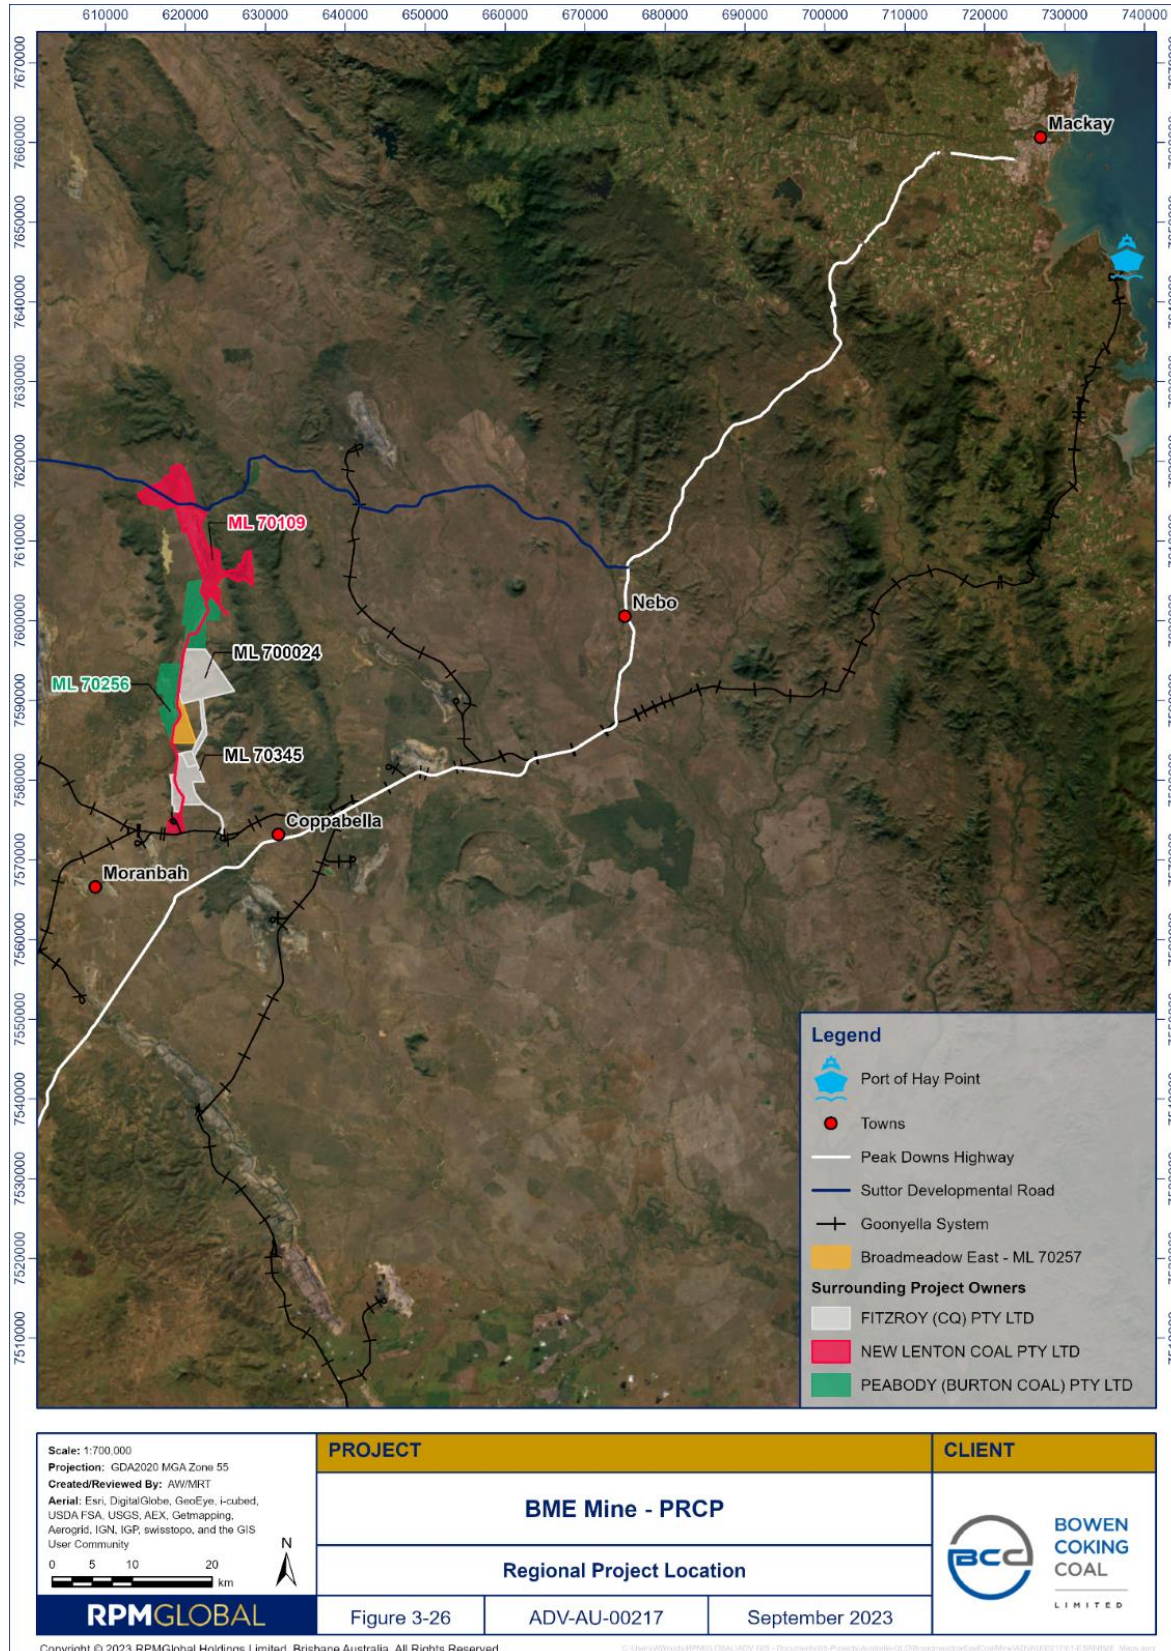 610000 620000 630000 640000 650000 660000 670000 680000 690000 700000 710000 720000 730000 740000
7670000
7660000
7650000
7640000
7630000
7620000
7610000
7600000
7590000
7580000
7570000
7560000
7550000
7540000
7530000
7520000
7510000
Mackay
ML 70109
Nebo
ML 700024
ML 70256
ML 70345
Coppabella
Moranbah
Legend
Port of Hay Point
Towns
Peak Downs Highway
Suttor Developmental Road
Goonyella System
Broadmeadow East - ML 70257
Surrounding Project Owners
FITZROY (CQ) PTY LTD
NEW LENTON COAL PTY LTD
PEABODY (BURTON COAL) PTY LTD
Scale: 1:700,000
Projection: GDA2020 MGA Zone 55
Created/Reviewed By: AW/MRT
Aerial: Esri, DigitalGlobe, GeoEye, i-cubed,
USDA FSA, USGS, AEX, Getmapping,
Aerogrid, IGN, IGP, swisstopo, and the GIS
User Community
N
0 5 10 20
km
RPMGLOBAL
PROJECT
BME Mine - PRCP
Regional Project Location
Figure 3-26 ADV-AU-00217 September 2023
CLIENT
BCC
BOWEN
COKING
COAL
LIMITED
Copyright © 2023 RPMGlobal Holdings Limited, Brisbane Australia. All Rights Reserved